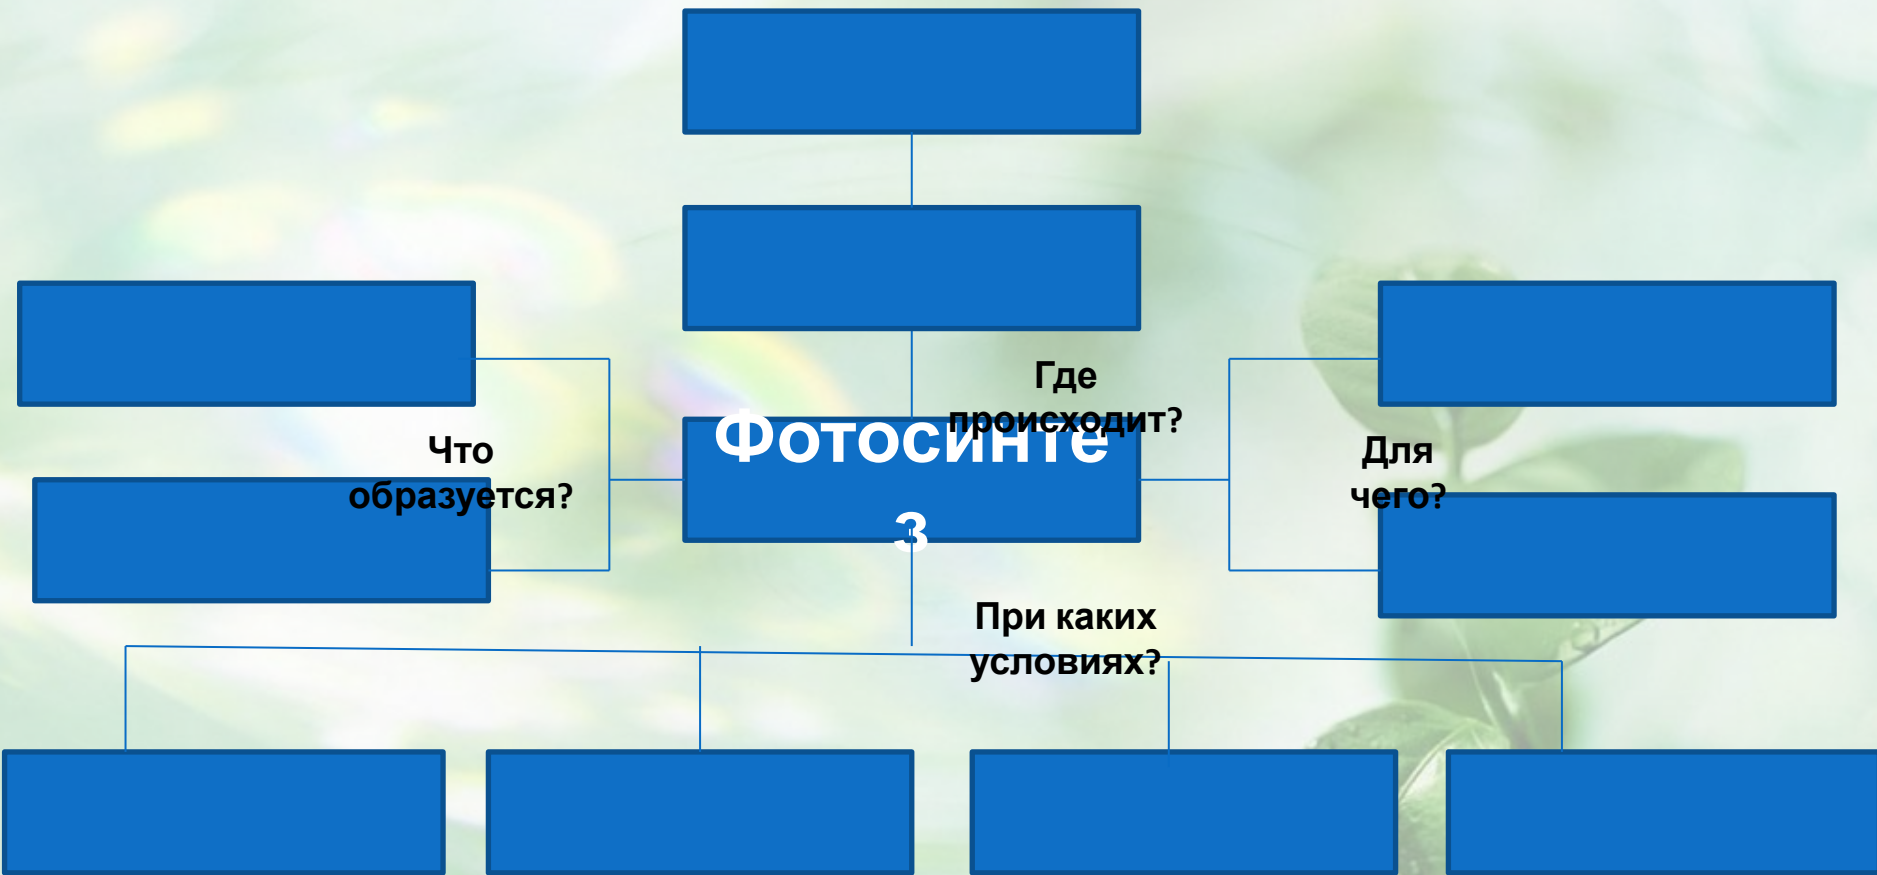 Где
происходит?
Фотосинте
з
Что
образуется?
Для
чего?
При каких
условиях?